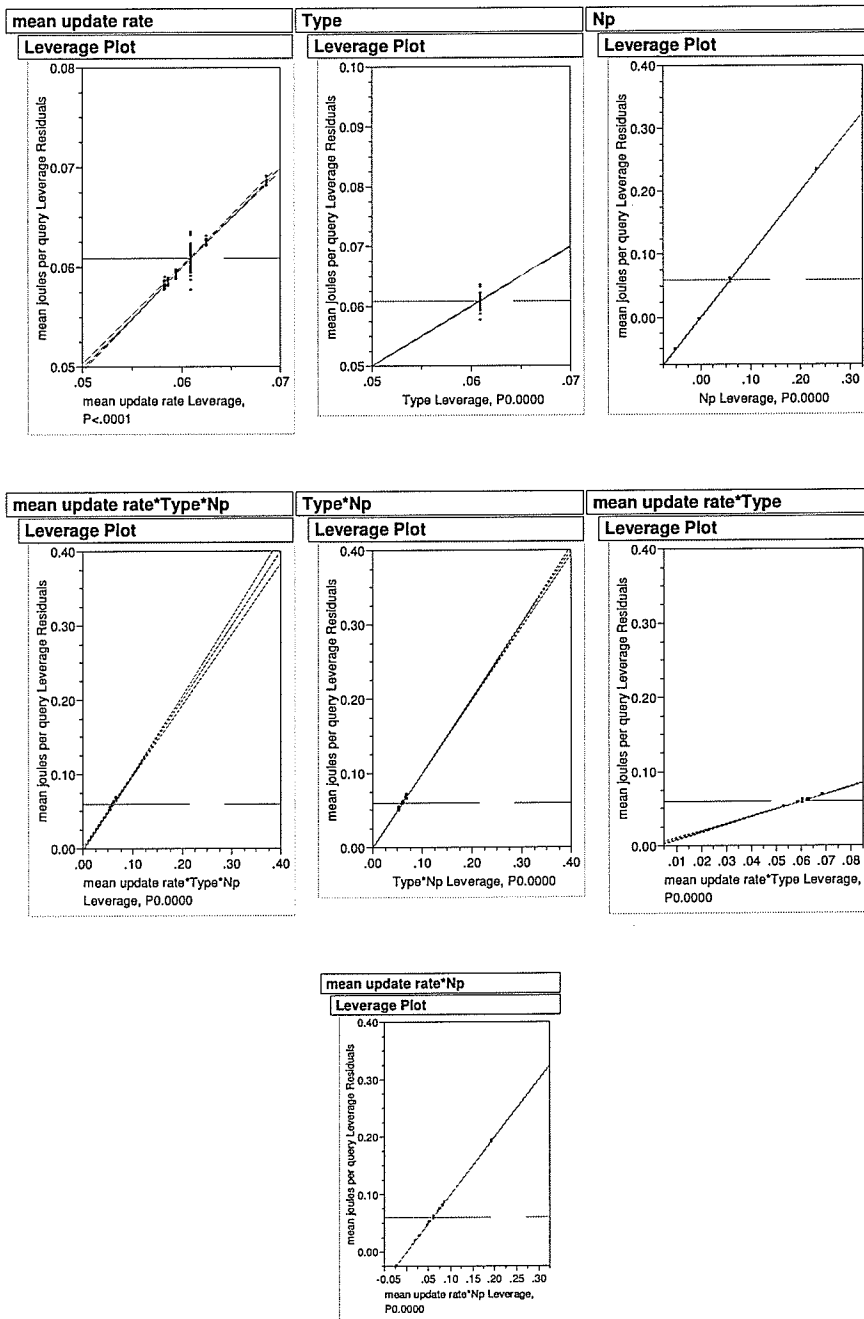 mean update rate
Leverage Plot
0.08
0.07
0.06
0.05
mean joules per query Leverage Residuals
.05
.06
.07
mean update rate Leverage,
P<.0001
Type
Leverage Plot
0.10
0.09
0.08
0.07
0.06
0.05
mean joules per query Leverage Residuals
.05
.06
.07
Type Leverage, P0.0000
Np
Leverage Plot
0.40
0.30
0.20
0.10
0.00
mean joules per query Leverage Residuals
.00
.10
.20
.30
Np Leverage, P0.0000
mean update rate*Type*Np
Leverage Plot
0.40
0.30
0.20
0.10
0.00
mean joules per query Leverage Residuals
.00
.10
.20
.30
.40
mean update rate*Type*Np
Leverage, P0.0000
Type*Np
Leverage Plot
0.40
0.30
0.20
0.10
0.00
mean joules per query Leverage Residuals
.00
.10
.20
.30
.40
Type*Np Leverage, P0.0000
mean update rate*Type
Leverage Plot
0.40
0.30
0.20
0.10
0.00
mean joules per query Leverage Residuals
.01 .02 .03 .04 .05 .06 .07 .08
mean update rate*Type Leverage,
P0.0000
mean update rate*Np
Leverage Plot
0.40
0.30
0.20
0.10
0.00
mean joules per query Leverage Residuals
-0.05 .05 .10 .15 .20 .25 .30
mean update rate*Np Leverage,
P0.0000